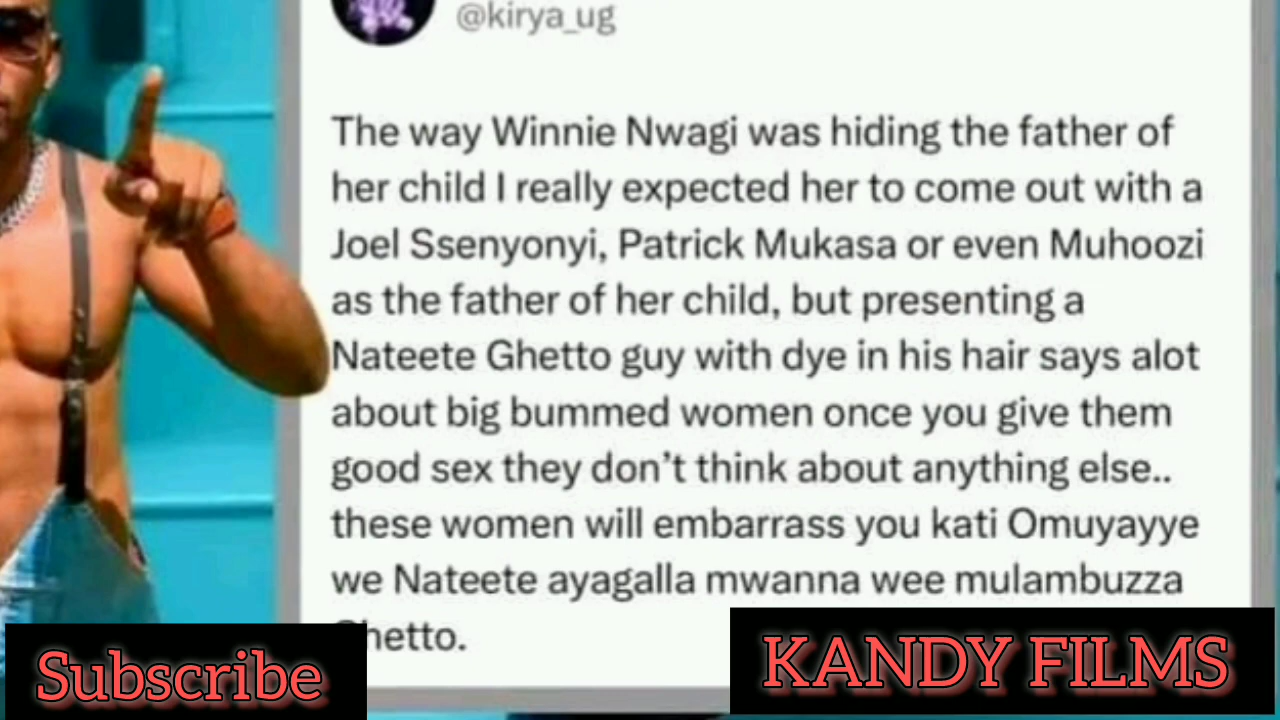 @kirya_ug
The way Winnie Nwagi was hiding the father of
her child I really expected her to come out with a
Joel Ssenyonyi, Patrick Mukasa or even Muhoozi
as the father of her child, but presenting a
Nateete Ghetto guy with dye in his hair says alot
about big bummed women once you give them
good sex they don't think about anything else..
these women will embarrass you kati Omuyayye
we Nateete ayagalla mwanna wee mulambuzza
hetto.
Subscribe
KANDY FILMS